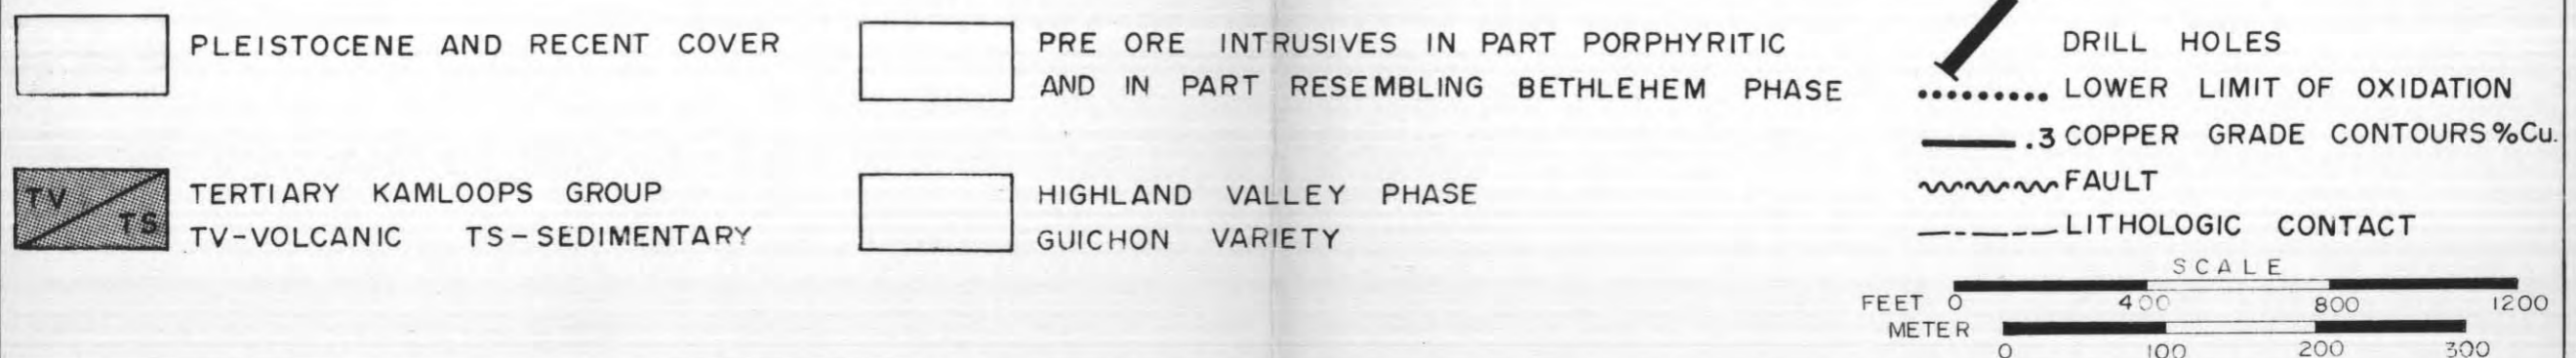 PLEISTOCENE AND RECENT COVER
TV
TS
TERTIARY KAMLOOPS GROUP
TV-VOLCANIC TS-SEDIMENTARY
PRE ORE INTRUSIVES IN PART PORPHYRITIC
AND IN PART RESEMBLING BETHLEHEM PHASE
HIGHLAND VALLEY PHASE
GUICHON VARIETY
DRILL HOLES
LOWER LIMIT OF OXIDATION
.3 COPPER GRADE CONTOURS %Cu.
FAULT
LITHOLOGIC CONTACT
SCALE
FEET 0 400 800 1200
METER
0 100 200 300